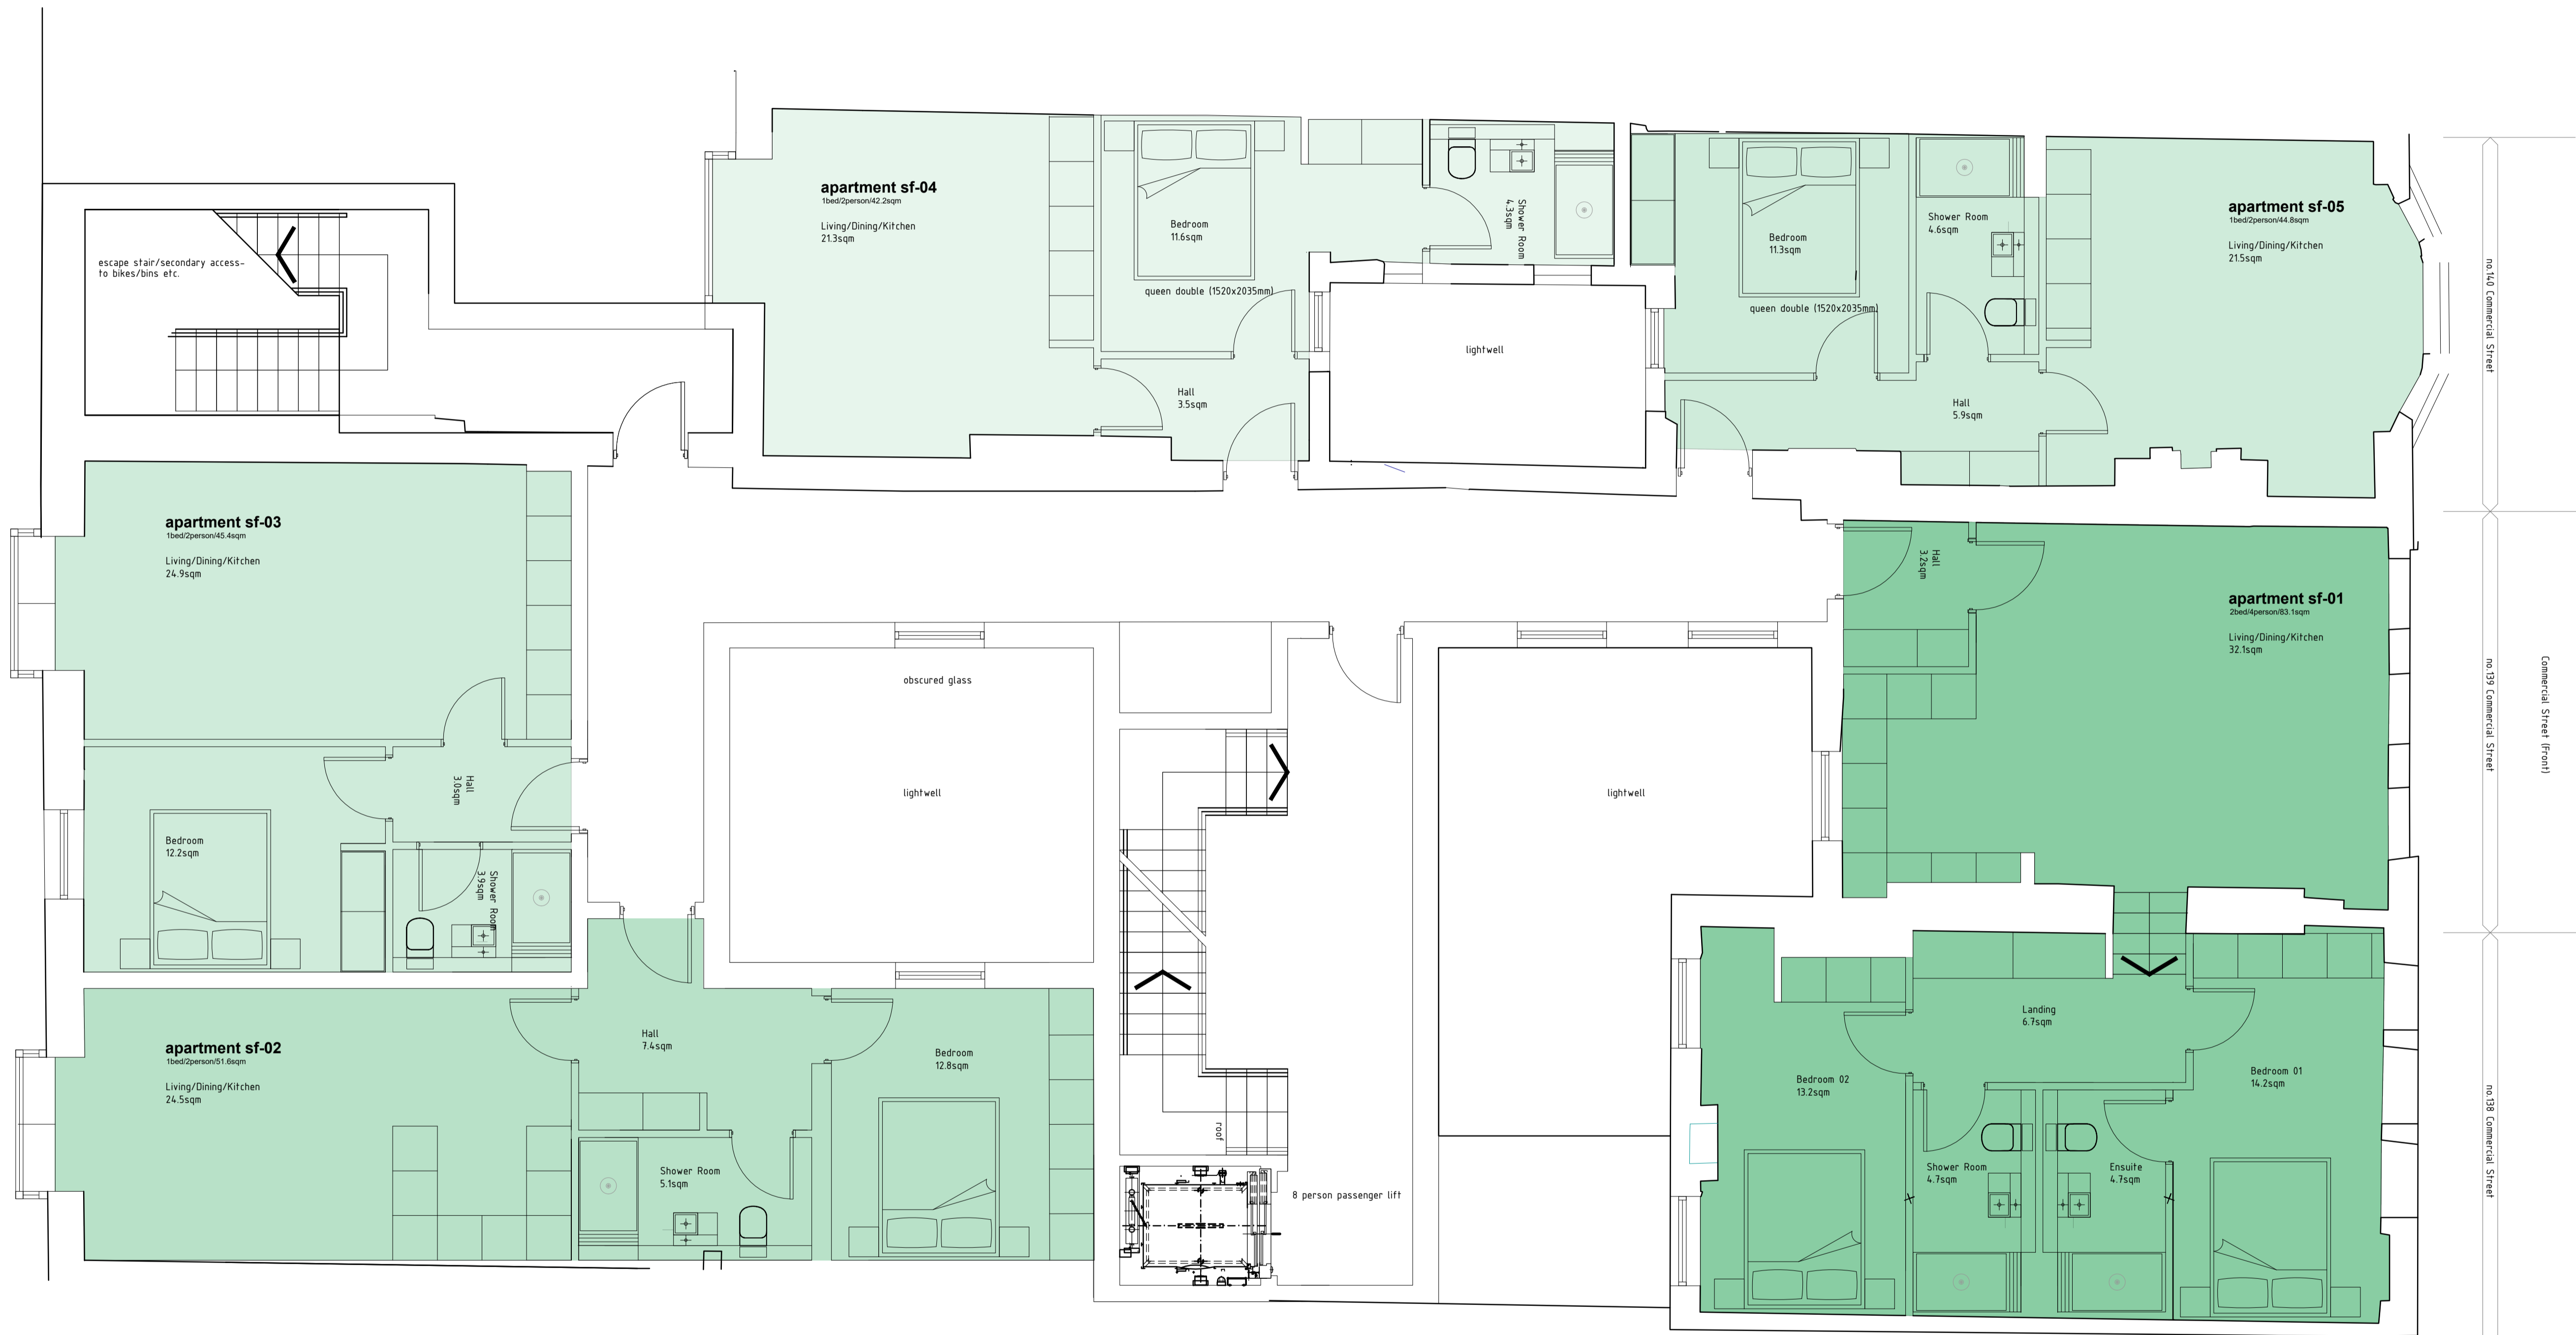 apartment sf-04
1bed/2person/42.2sqm
Living/Dining/Kitchen
21.3sqm
Bedroom
11.6sqm
queen double (1520x2035mm)
Hall
3.5sqm
Shower Room
4.3sqm
lightwell
Bedroom
11.3sqm
queen double (1520x2035mm)
Shower Room
4.6sqm
Hall
5.9sqm
apartment sf-05
1bed/2person/44.8sqm
Living/Dining/Kitchen
21.5sqm
no.140 Commercial Street
escape stair/secondary access-
to bikes/bins etc.
apartment sf-03
1bed/2person/45.4sqm
Living/Dining/Kitchen
24.9sqm
Hall
3.0sqm
Bedroom
12.2sqm
Shower Room
3.9sqm
obscured glass
lightwell
lightwell
Hall
3.2sqm
apartment sf-01
2bed/4person/83.1sqm
Living/Dining/Kitchen
32.1sqm
no.139 Commercial Street
Commercial Street (Front)
apartment sf-02
1bed/2person/51.6sqm
Living/Dining/Kitchen
24.5sqm
Hall
7.4sqm
Bedroom
12.8sqm
Shower Room
5.1sqm
roof
8 person passenger lift
Landing
6.7sqm
Bedroom 02
13.2sqm
Bedroom 01
14.2sqm
Shower Room
4.7sqm
Ensuite
4.7sqm
no.138 Commercial Street